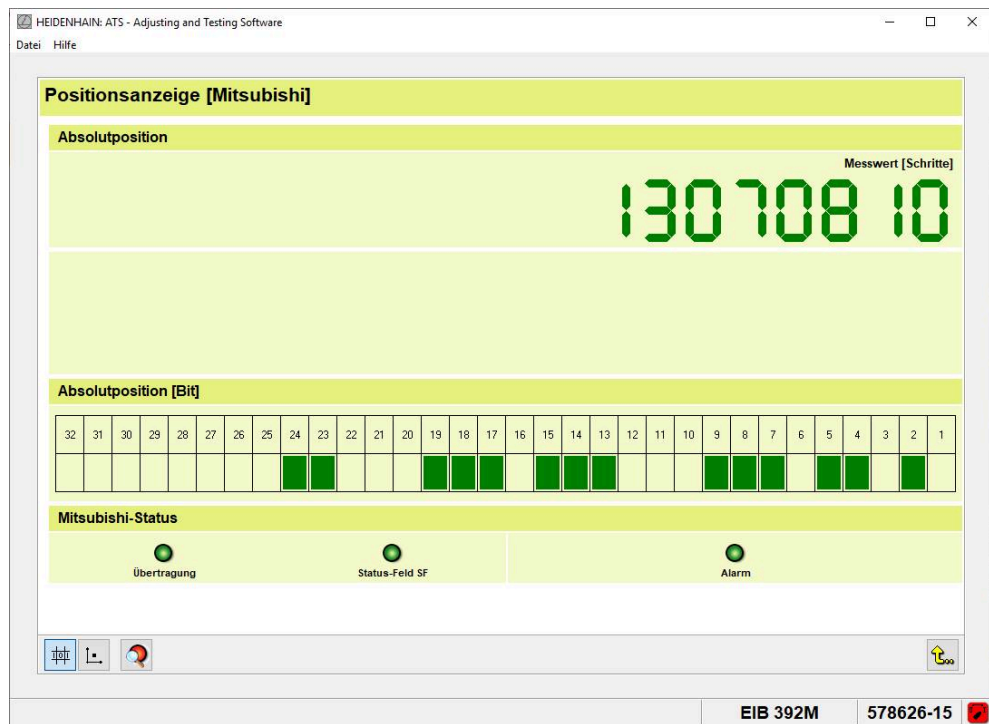 HEIDENHAIN: ATS - Adjusting and Testing Software
Datei Hilfe
Positionsanzeige [Mitsubishi]
Absolutposition
Messwert [Schritte]
13070810
Absolutposition [Bit]
32 31 30 29 28 27 26 25 24 23 22 21 20 19 18 17 16 15 14 13 12 11 10 9 8 7 6 5 4 3 2 1
Mitsubishi-Status
Übertragung Status-Feld SF Alarm
EIB 392M 578626-15